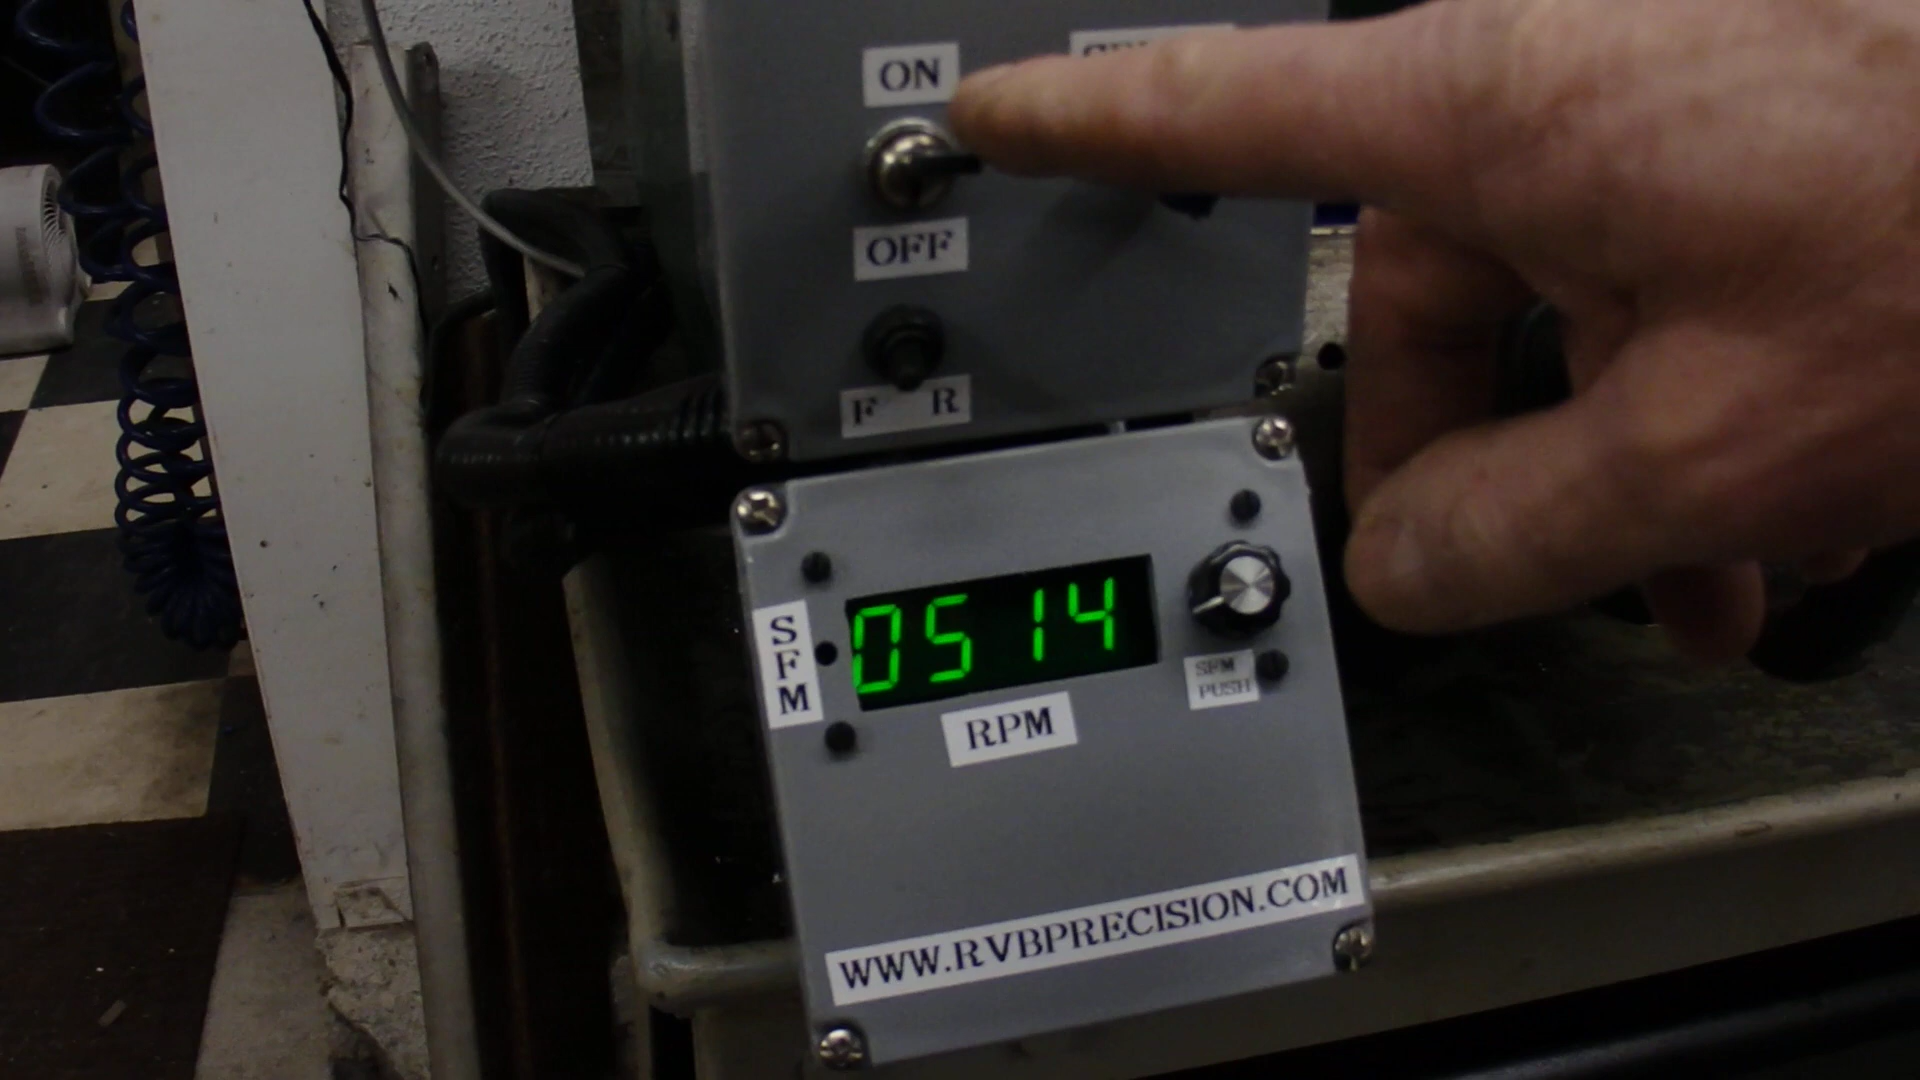 ON
OFF
F R
SFM
0514
SFM
PUSH
RPM
WWW.RVBPRECISION.COM